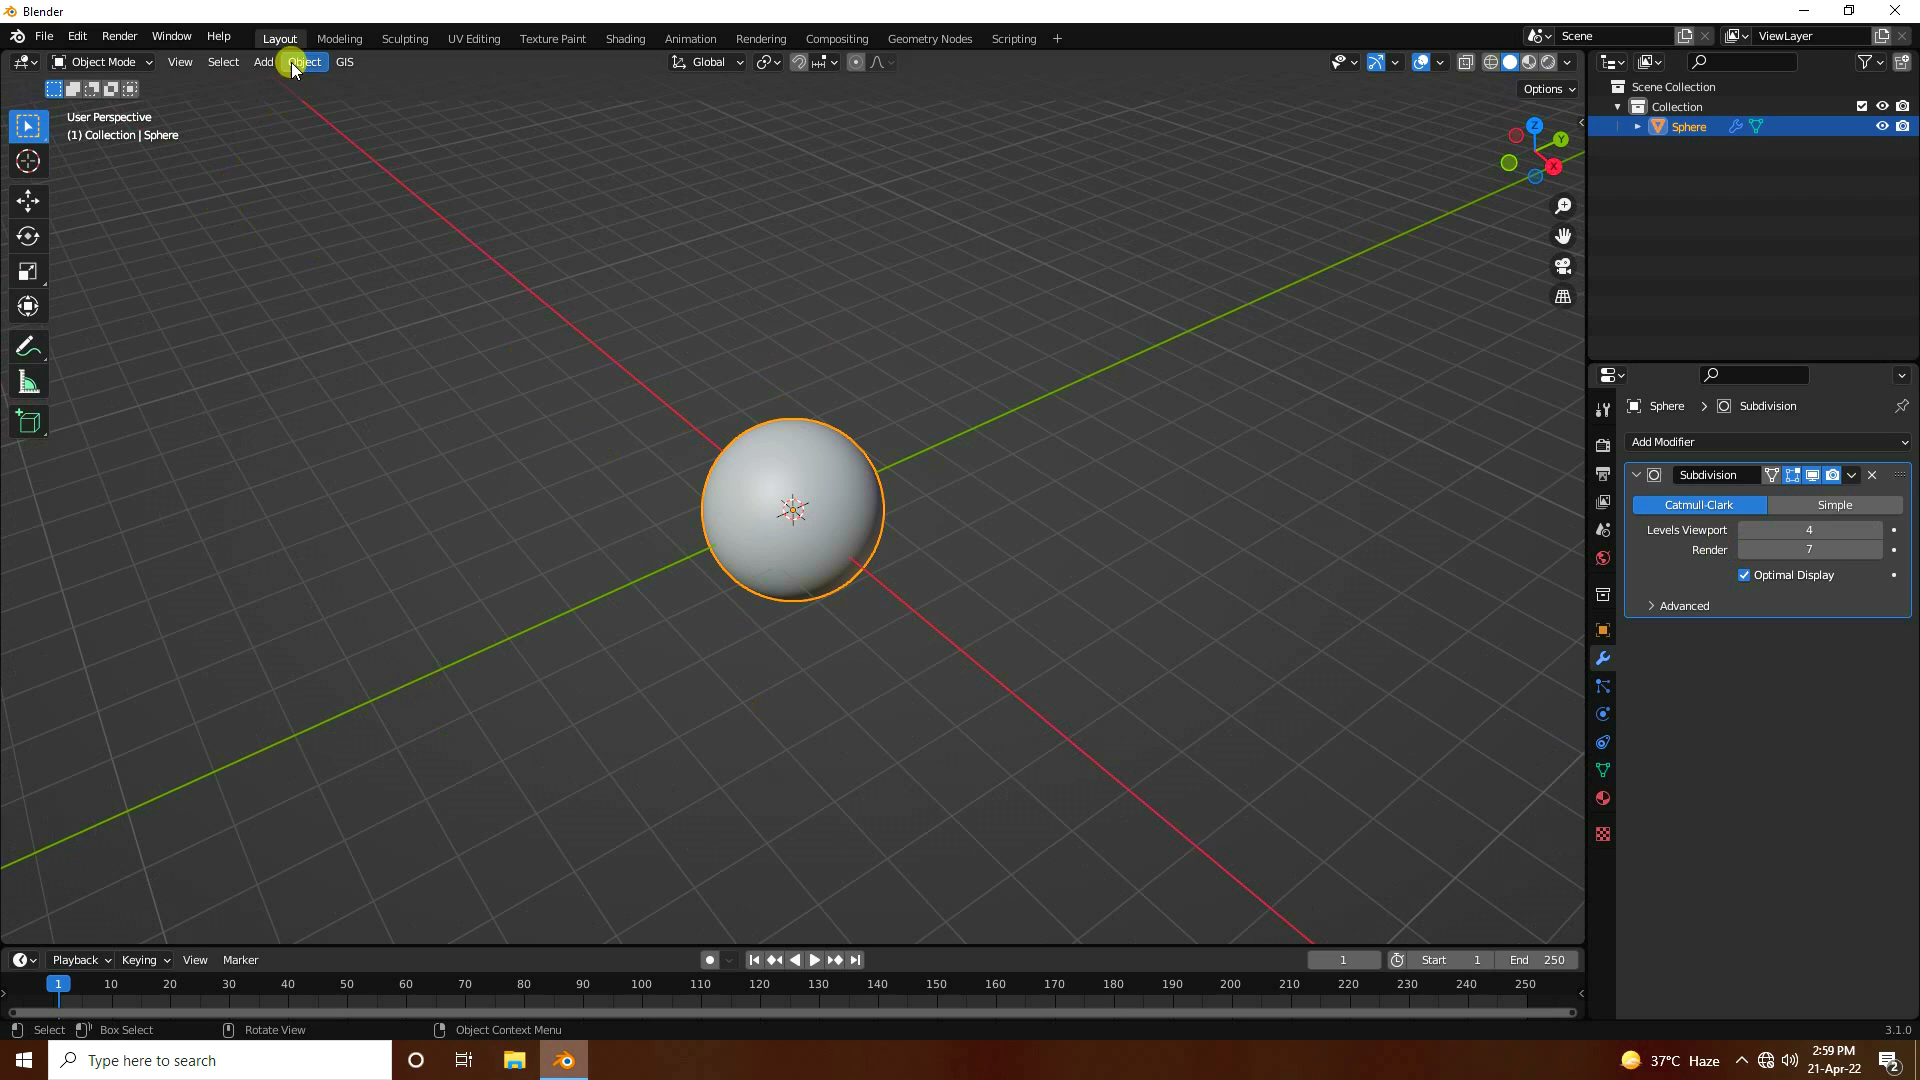 Blender
File Edit Render Window Help Layout Modeling Sculpting UV Editing Texture Paint Shading Animation Rendering Compositing Geometry Nodes Scripting + Scene ViewLayer
Object Mode View Select Add Object GIS Global
Options
User Perspective
(1) Collection | Sphere
Z
Y
X
Scene Collection
Collection
Sphere
Sphere > Subdivision
Add Modifier
Subdivision
Catmull-Clark Simple
Levels Viewport 4
Render 7
Optimal Display
> Advanced
Playback Keying View Marker 1 Start 1 End 250
1 10 20 30 40 50 60 70 80 90 100 110 120 130 140 150 160 170 180 190 200 210 220 230 240 250
Select Box Select Rotate View Object Context Menu 3.1.0
Type here to search
37°C Haze
2:59 PM
21-Apr-22
2